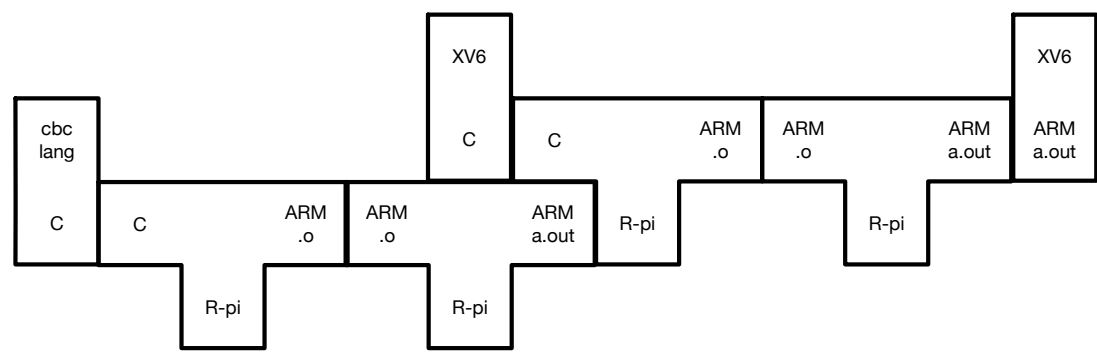 XV6
XV6
cbc
lang
C
C
ARM
.o
ARM
.o
ARM
a.out
ARM
a.out
C
C
ARM
.o
ARM
.o
ARM
a.out
R-pi
R-pi
R-pi
R-pi